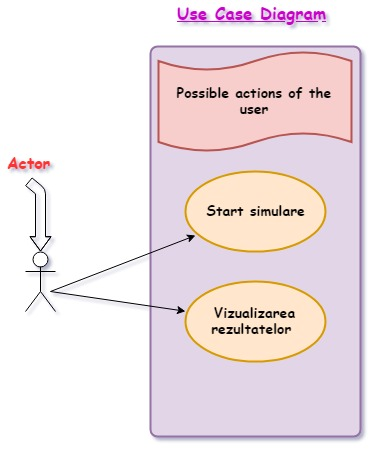 Use Case Diagram
Possible actions of the
user
Actor
Start simulare
Vizualizarea
rezultatelor